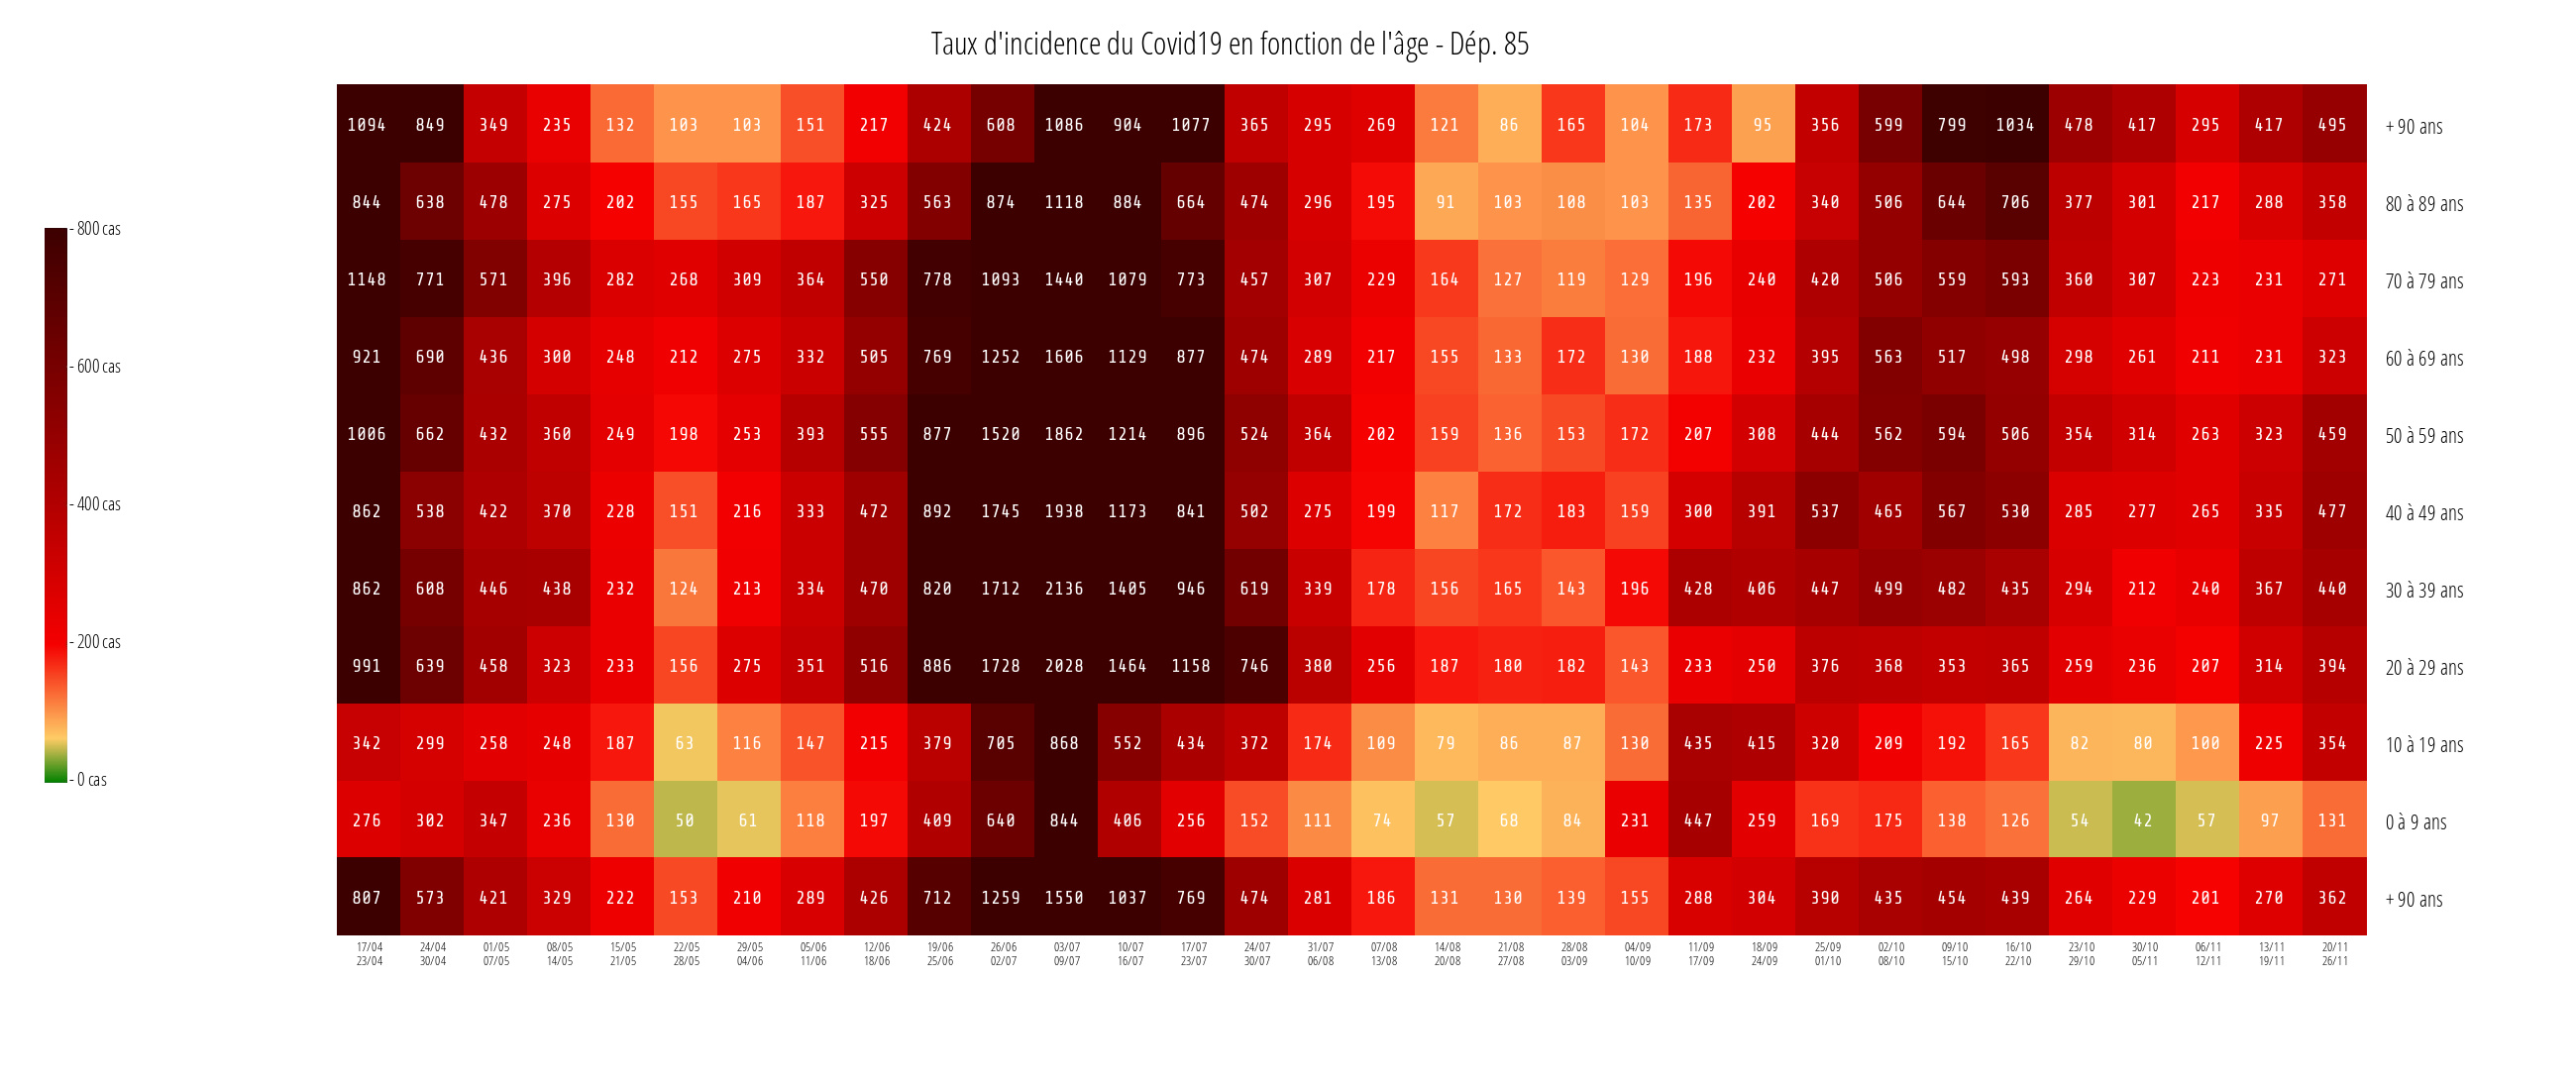 Taux d'incidence du Covid19 en fonction de l'âge - Dép. 85
- 800 cas
- 600 cas
- 400 cas
- 200 cas
- 0 cas
1094 849 349 235 132 103 103 151 217 424 608 1086 904 1077 365 295 269 121 86 165 104 173 95 356 599 799 1034 478 417 295 417 495 + 90 ans
844 638 478 275 202 155 165 187 325 563 874 1118 884 664 474 296 195 91 103 108 103 135 202 340 506 644 706 377 301 217 288 358 80 à 89 ans
1148 771 571 396 282 268 309 364 550 778 1093 1440 1079 773 457 307 229 164 127 119 129 196 240 420 506 559 593 360 307 223 231 271 70 à 79 ans
921 690 436 300 248 212 275 332 505 769 1252 1606 1129 877 474 289 217 155 133 172 130 188 232 395 563 517 498 298 261 211 231 323 60 à 69 ans
1006 662 432 360 249 198 253 393 555 877 1520 1862 1214 896 524 364 202 159 136 153 172 207 308 444 562 594 506 354 314 263 323 459 50 à 59 ans
862 538 422 370 228 151 216 333 472 892 1745 1938 1173 841 502 275 199 117 172 183 159 300 391 537 465 567 530 285 277 265 335 477 40 à 49 ans
862 608 446 438 232 124 213 334 470 820 1712 2136 1405 946 619 339 178 156 165 143 196 428 406 447 499 482 435 294 212 240 367 440 30 à 39 ans
991 639 458 323 233 156 275 351 516 886 1728 2028 1464 1158 746 380 256 187 180 182 143 233 250 376 368 353 365 259 236 207 314 394 20 à 29 ans
342 299 258 248 187 63 116 147 215 379 705 868 552 434 372 174 109 79 86 87 130 435 415 320 209 192 165 82 80 100 225 354 10 à 19 ans
276 302 347 236 130 50 61 118 197 409 640 844 406 256 152 111 74 57 68 84 231 447 259 169 175 138 126 54 42 57 97 131 0 à 9 ans
807 573 421 329 222 153 210 289 426 712 1259 1550 1037 769 474 281 186 131 130 139 155 288 304 390 435 454 439 264 229 201 270 362 + 90 ans
17/04 24/04 01/05 08/05 15/05 22/05 29/05 05/06 12/06 19/06 26/06 03/07 10/07 17/07 24/07 31/07 07/08 14/08 21/08 28/08 04/09 11/09 18/09 25/09 02/10 09/10 16/10 23/10 30/10 06/11 13/11 20/11
23/04 30/04 07/05 14/05 21/05 28/05 04/06 11/06 18/06 25/06 02/07 09/07 16/07 23/07 30/07 06/08 13/08 20/08 27/08 03/09 10/09 17/09 24/09 01/10 08/10 15/10 22/10 29/10 05/11 12/11 19/11 26/11